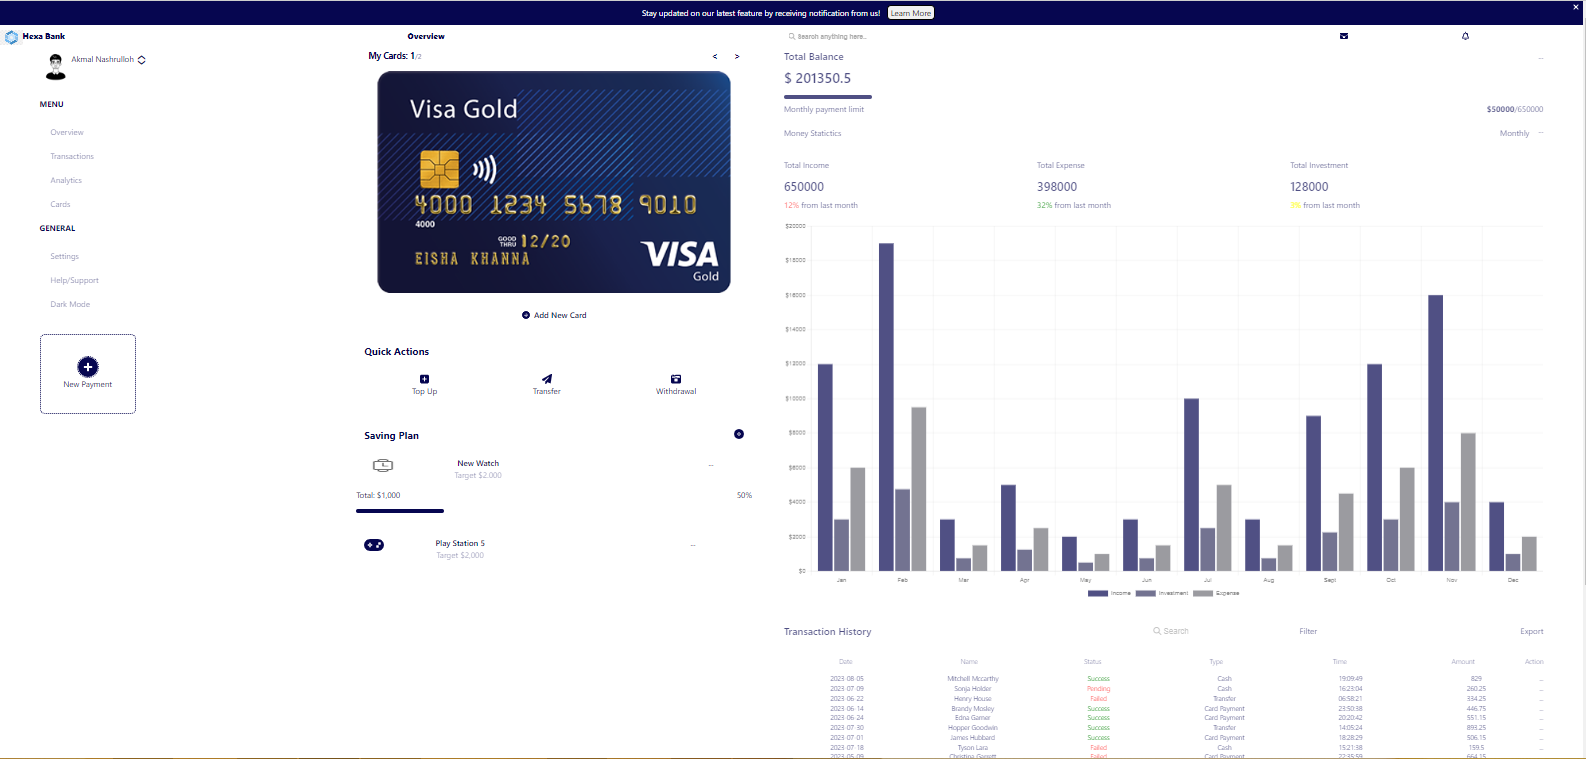 Stay updated on our latest feature by receiving notification from us! Learn More ×
Hexa Bank
Overview
Search anything here..
Akmal Nashrulloh
MENU
Overview
Transactions
Analytics
Cards
GENERAL
Settings
Help/Support
Dark Mode
New Payment
My Cards: 1/2 < >
Visa Gold
4000 1234 5678 9010
4000
GOOD THRU 12/20
EISHA KHANNA
VISA
Gold
Add New Card
Quick Actions
Top Up Transfer Withdrawal
Saving Plan
New Watch ...
Target $2,000
Total: $1,000 50%
Play Station 5 ...
Target $2,000
Total Balance ...
$ 201350.5
Monthly payment limit $50000/650000
Money Statictics Monthly ...
Total Income Total Expense Total Investment
650000 398000 128000
12% from last month 32% from last month from last month
$20000
$18000
$16000
$14000
$12000
$10000
$8000
$6000
$4000
$2000
$0
Jan Feb Mar Apr May Jun Jul Aug Sept Oct Nov Dec
Income Investment Expense
Transaction History Search Filter Export
Date Name Status Type Time Amount Action
2023-08-05 Mitchell Mccarthy Success Cash 19:09:49 829 ...
2023-07-09 Sonja Holder Pending Cash 16:23:04 260.25 ...
2023-06-22 Henry House Failed Transfer 06:58:21 334.25 ...
2023-06-14 Brandy Mosley Success Card Payment 23:50:38 446.75 ...
2023-06-24 Edna Garner Success Card Payment 20:20:42 551.15 ...
2023-07-30 Hopper Goodwin Success Transfer 14:05:24 893.25 ...
2023-07-01 James Hubbard Success Card Payment 18:28:29 506.15 ...
2023-07-18 Tyson Lara Failed Cash 15:21:38 159.5 ...
2023-05-09 Christina Garrett Failed Card Payment 22:35:59 664.15 ...